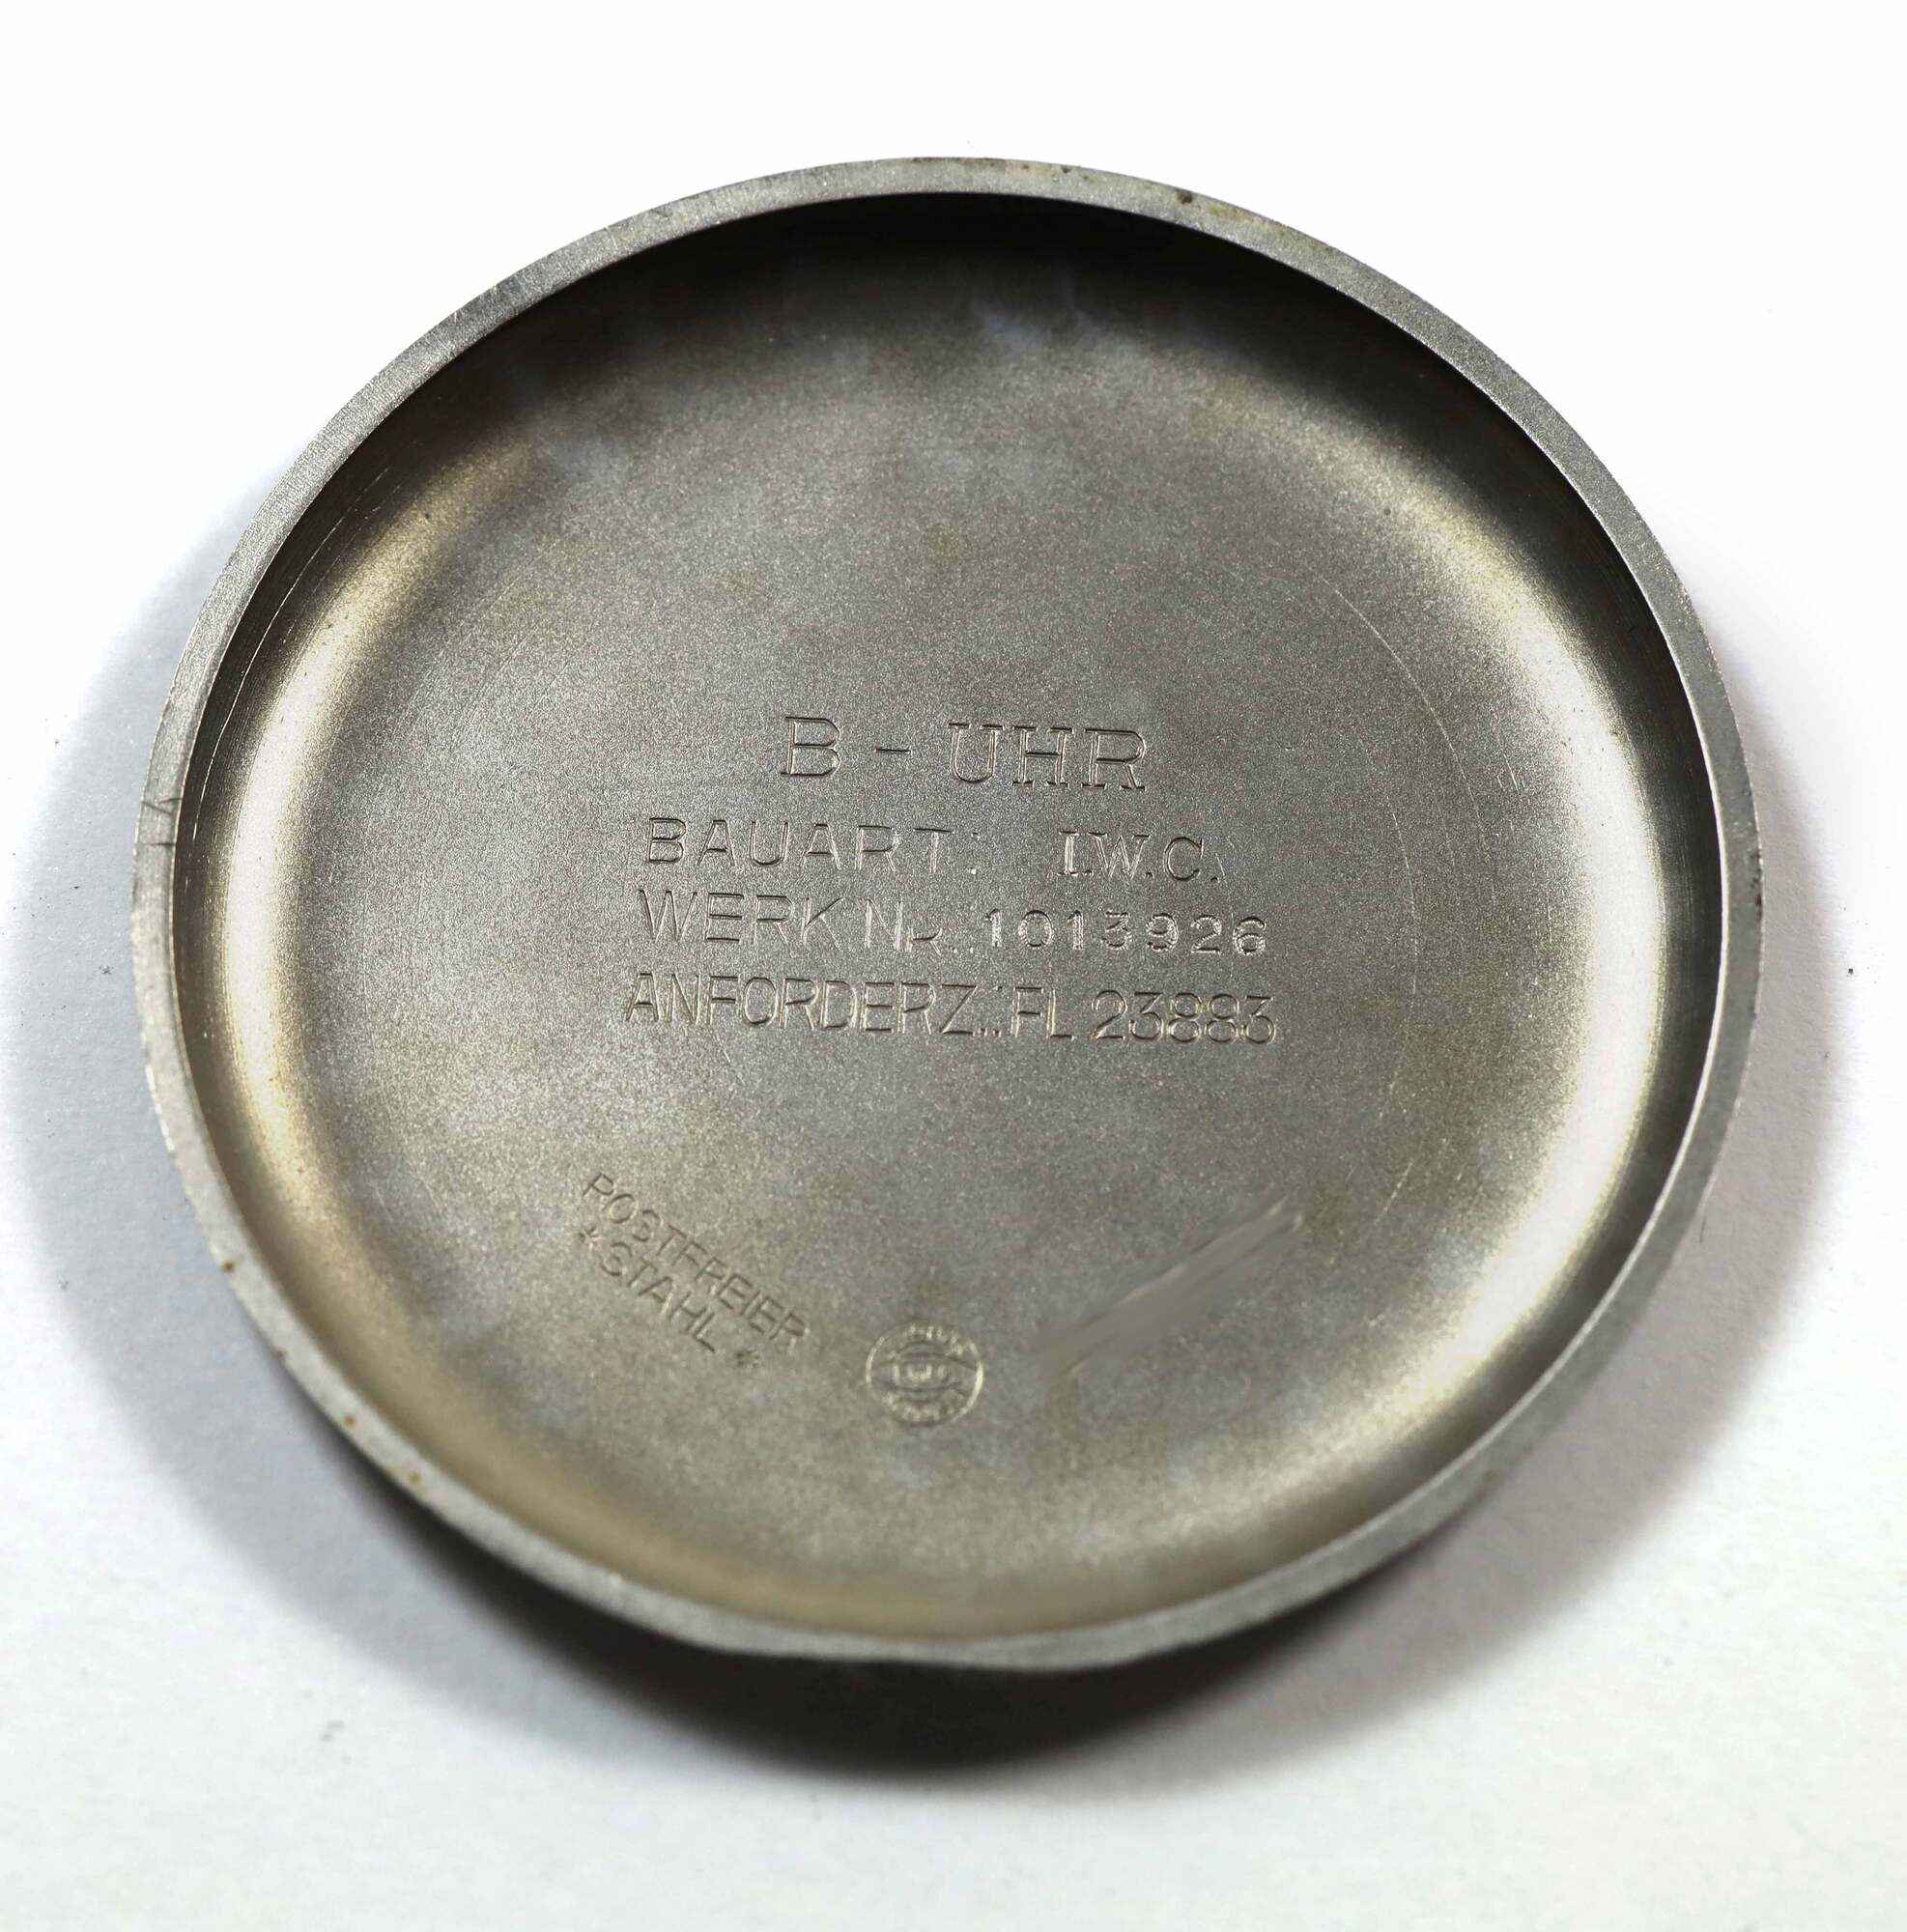 B - UHR
BAUART: I.W.C.
WERK Nr. 1013926
ANFORDERZ.: FL 23883
ROSTFREIER
*STAHL*